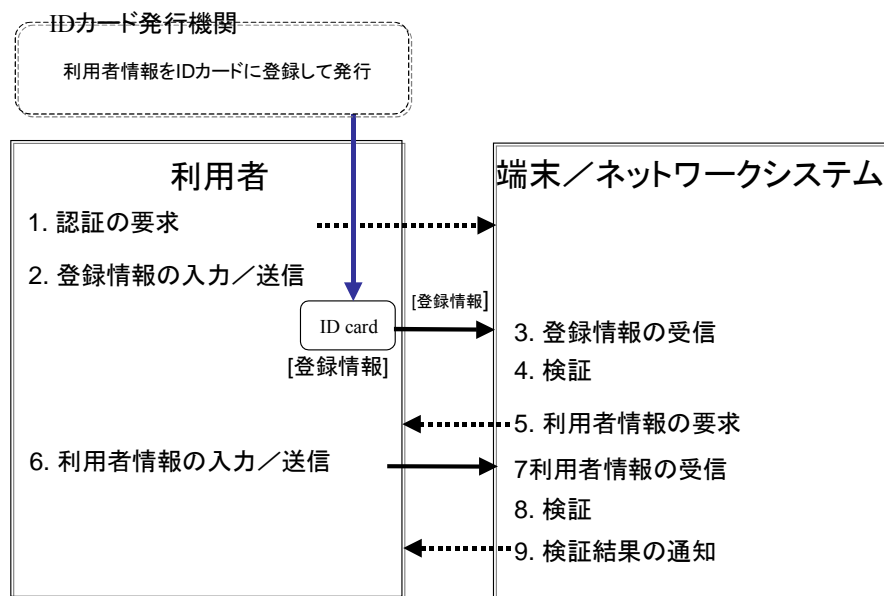 IDカード発行機関
利用者情報をIDカードに登録して発行
利用者
端末／ネットワークシステム
1. 認証の要求
2. 登録情報の入力／送信
[登録情報]
ID card
[登録情報]
3. 登録情報の受信
4. 検証
5. 利用者情報の要求
6. 利用者情報の入力／送信
7利用者情報の受信
8. 検証
9. 検証結果の通知